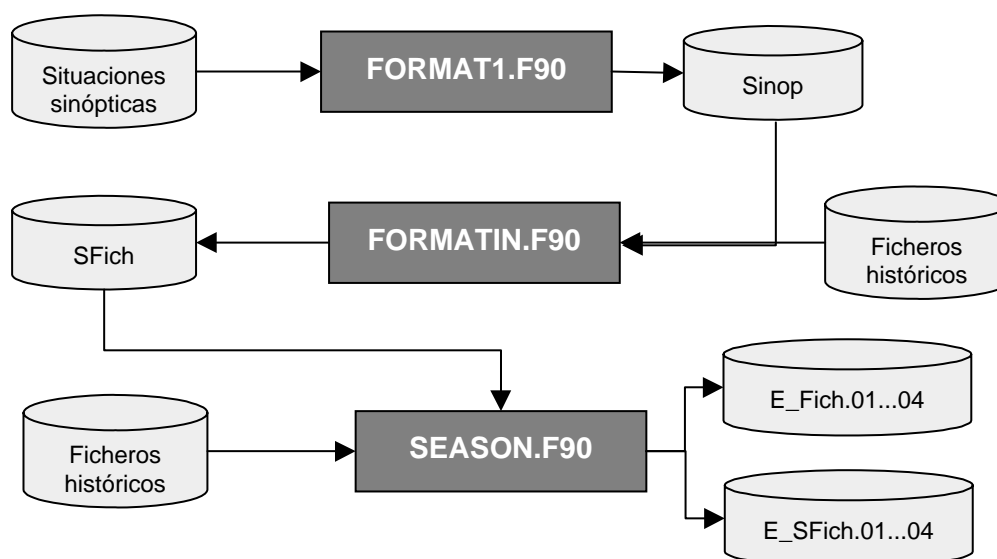 Situaciones
sinópticas
FORMAT1.F90
Sinop
SFich
FORMATIN.F90
Ficheros
históricos
Ficheros
históricos
SEASON.F90
E_Fich.01...04
E_SFich.01...04